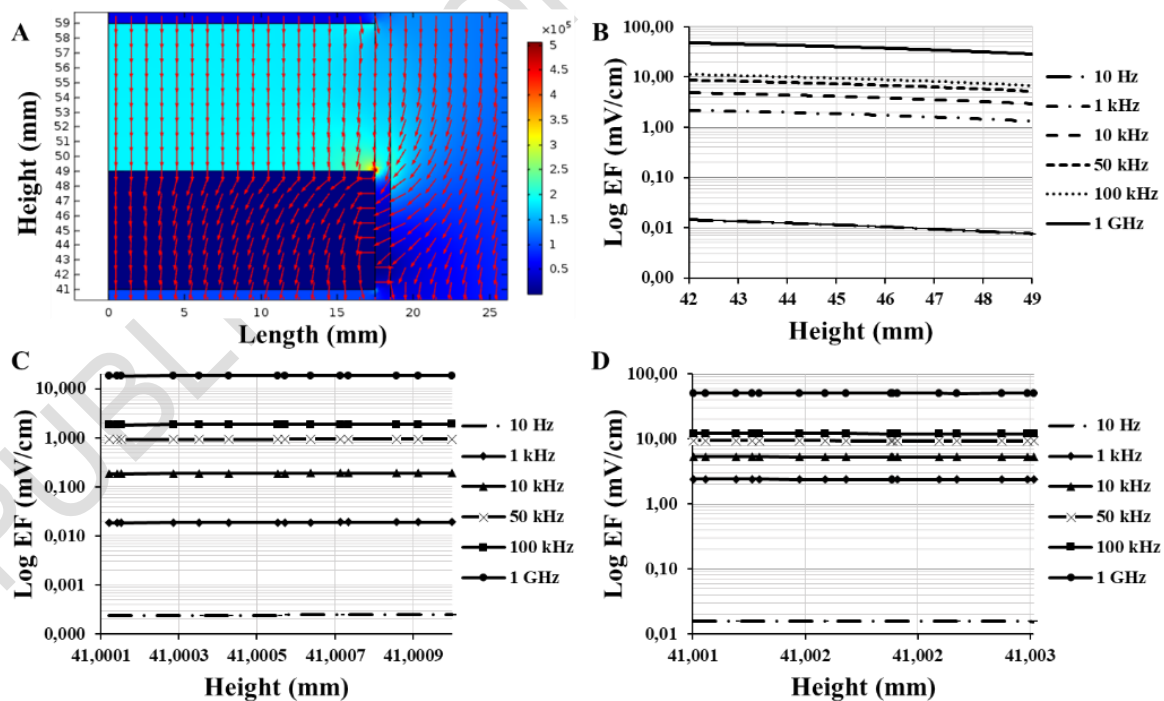 A
Height (mm)
59
58
57
56
55
54
53
52
51
50
49
48
47
46
45
44
43
42
41
0 5 10 15 20 25
Length (mm)
×10⁵
5
4.5
4
3.5
3
2.5
2
1.5
1
0.5
B
Log EF (mV/cm)
100,00
10,00
1,00
0,10
0,01
0,00
42 43 44 45 46 47 48 49
Height (mm)
10 Hz
1 kHz
10 kHz
50 kHz
100 kHz
1 GHz
C
Log EF (mV/cm)
10,000
1,000
0,100
0,010
0,001
0,000
41,0001 41,0003 41,0005 41,0007 41,0009
Height (mm)
10 Hz
1 kHz
10 kHz
50 kHz
100 kHz
1 GHz
D
Log EF (mV/cm)
100,00
10,00
1,00
0,10
0,01
41,001 41,002 41,002 41,003
Height (mm)
10 Hz
1 kHz
10 kHz
50 kHz
100 kHz
1 GHz
PUBL